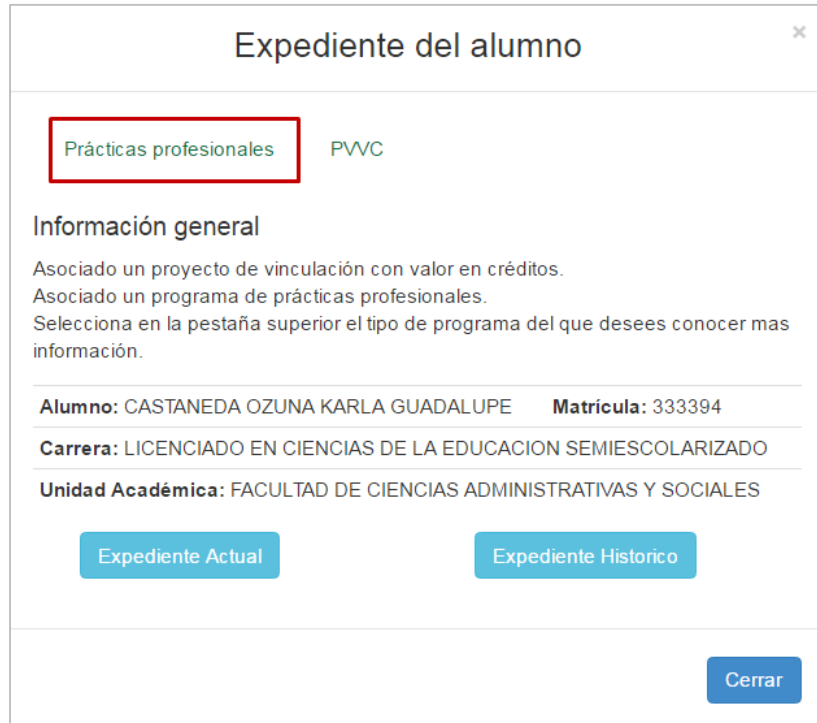 Expediente del alumno
×
Prácticas profesionales PVVC
Información general
Asociado un proyecto de vinculación con valor en créditos.
Asociado un programa de prácticas profesionales.
Selecciona en la pestaña superior el tipo de programa del que desees conocer mas
información.
Alumno: CASTANEDA OZUNA KARLA GUADALUPE Matrícula: 333394
Carrera: LICENCIADO EN CIENCIAS DE LA EDUCACION SEMIESCOLARIZADO
Unidad Académica: FACULTAD DE CIENCIAS ADMINISTRATIVAS Y SOCIALES
Expediente Actual Expediente Historico
Cerrar